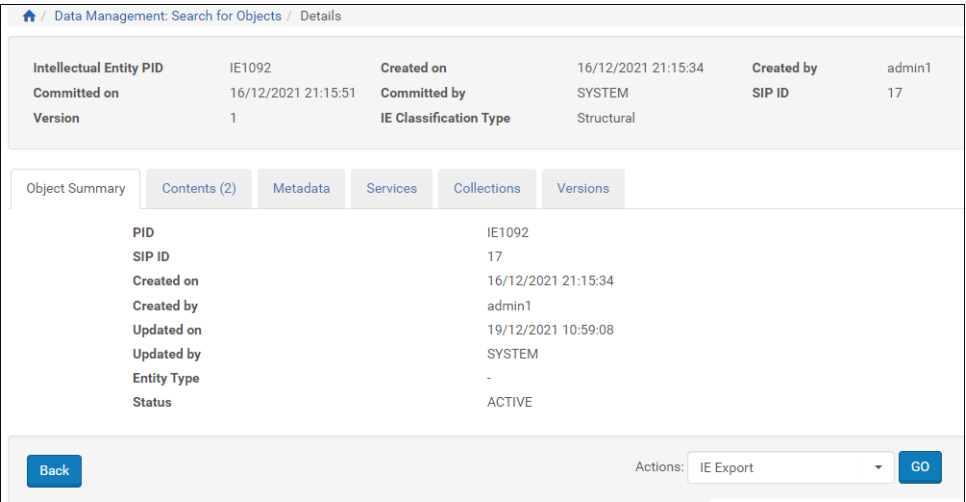 / Data Management: Search for Objects / Details
Intellectual Entity PID IE1092 Created on 16/12/2021 21:15:34 Created by admin1
Committed on 16/12/2021 21:15:51 Committed by SYSTEM SIP ID 17
Version 1 IE Classification Type Structural
Object Summary Contents (2) Metadata Services Collections Versions
PID IE1092
SIP ID 17
Created on 16/12/2021 21:15:34
Created by admin1
Updated on 19/12/2021 10:59:08
Updated by SYSTEM
Entity Type -
Status ACTIVE
Back Actions: IE Export GO